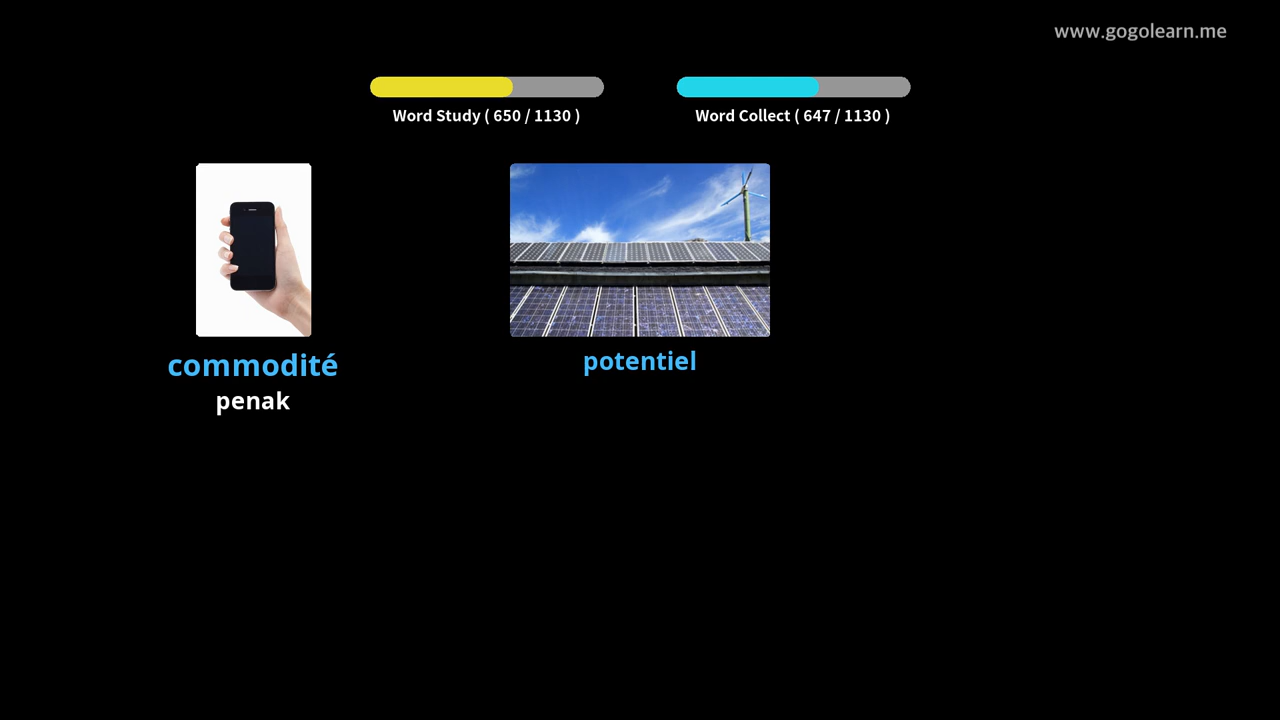 www.gogolearn.me
Word Study ( 650 / 1130 )
Word Collect ( 647 / 1130 )
commodité
penak
potentiel